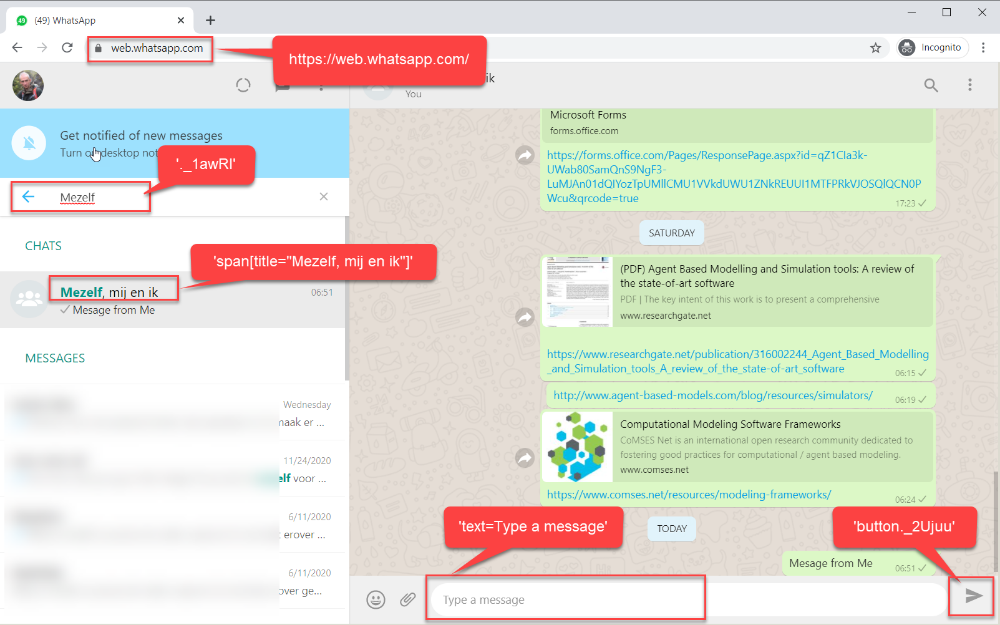 (49) WhatsApp
web.whatsapp.com
Incognito
https://web.whatsapp.com/
ik
You
Get notified of new messages
Turn on desktop not
'._1awRI'
Mezelf
CHATS
'span[title="Mezelf, mij en ik"]'
Mezelf, mij en ik
06:51
Mesage from Me
MESSAGES
Wednesday
maak er ...
11/24/2020
elf voor ...
6/11/2020
erover ...
6/11/2020
over ge...
Microsoft Forms
forms.office.com
https://forms.office.com/Pages/ResponsePage.aspx?id=qZ1CIa3k-
UWab80SamQnS9NgF3-
LuMJAn01dQIYozTpUMllCMU1VVkdUWU1ZNkREUUI1MTFPRkVJOSQlQCN0P
Wcu&qrcode=true
17:23
SATURDAY
(PDF) Agent Based Modelling and Simulation tools: A review of
the state-of-art software
PDF | The key intent of this work is to present a comprehensive
www.researchgate.net
https://www.researchgate.net/publication/316002244_Agent_Based_Modelling
_and_Simulation_tools_A_review_of_the_state-of-art_software
06:15
http://www.agent-based-models.com/blog/resources/simulators/
06:19
Computational Modeling Software Frameworks
CoMSES Net is an international open research community dedicated to
fostering good practices for computational / agent based modeling.
www.comses.net
https://www.comses.net/resources/modeling-frameworks/
06:24
'text=Type a message'
TODAY
'button._2Ujuu'
Mesage from Me
06:51
Type a message